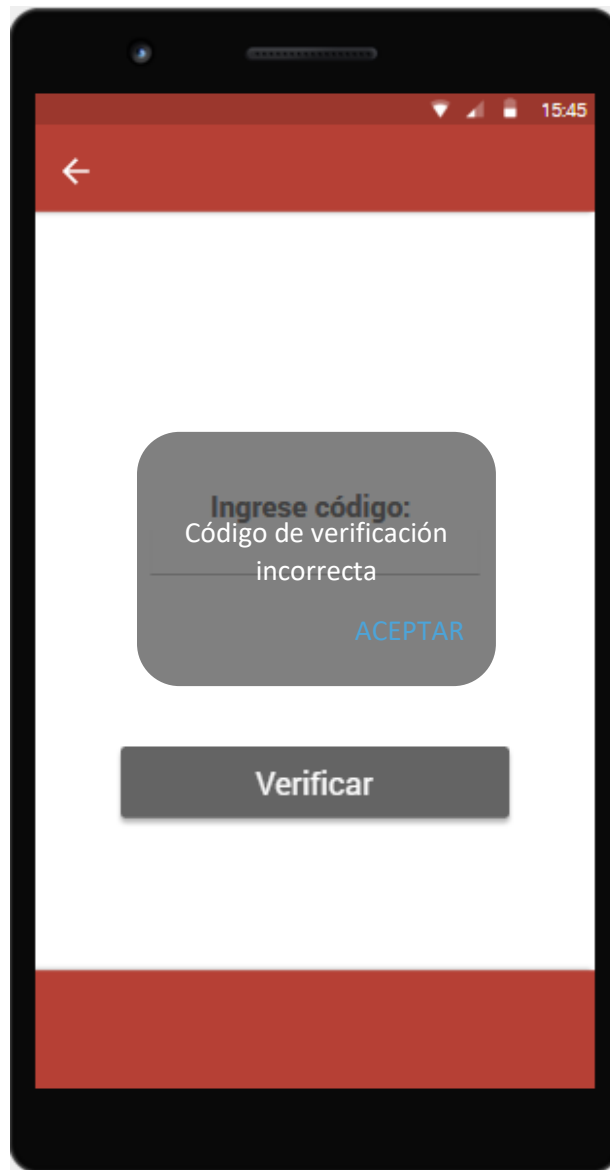 15:45
Ingrese código:
Código de verificación
incorrecta
ACEPTAR
Verificar